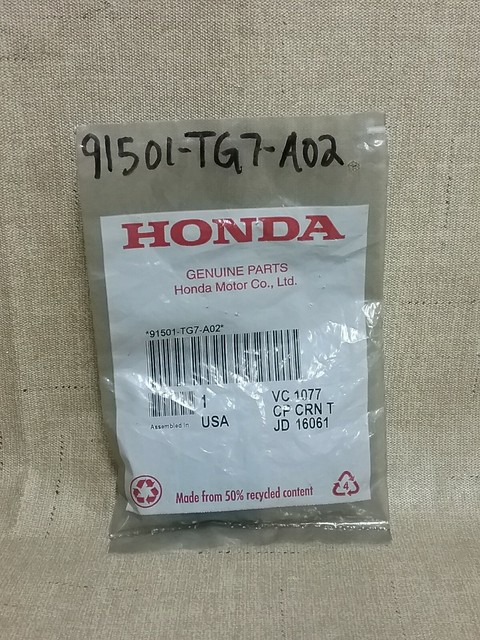 91501-TG7-A02
HONDA
GENUINE PARTS
Honda Motor Co., Ltd.
*91501-TG7-A02*
1
VC 1077
CP CRN T
Assembled in USA
JD 16061
Made from 50% recycled content
4